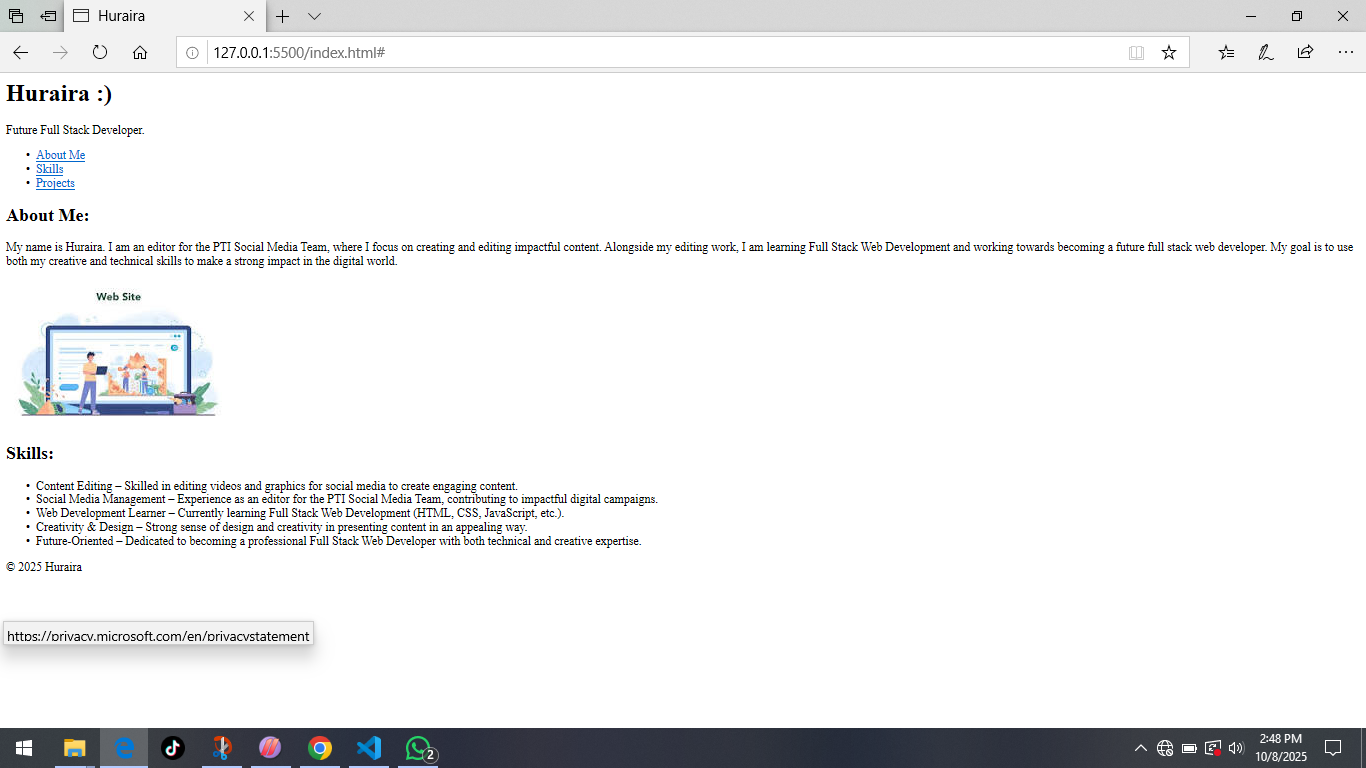 Huraira
127.0.0.1:5500/index.html#
Huraira :)
Future Full Stack Developer.
• About Me
• Skills
• Projects
About Me:
My name is Huraira. I am an editor for the PTI Social Media Team, where I focus on creating and editing impactful content. Alongside my editing work, I am learning Full Stack Web Development and working towards becoming a future full stack web developer. My goal is to use
both my creative and technical skills to make a strong impact in the digital world.
Web Site
Skills:
• Content Editing – Skilled in editing videos and graphics for social media to create engaging content.
• Social Media Management – Experience as an editor for the PTI Social Media Team, contributing to impactful digital campaigns.
• Web Development Learner – Currently learning Full Stack Web Development (HTML, CSS, JavaScript, etc.).
• Creativity & Design – Strong sense of design and creativity in presenting content in an appealing way.
• Future-Oriented – Dedicated to becoming a professional Full Stack Web Developer with both technical and creative expertise.
© 2025 Huraira
https://privacy.microsoft.com/en/privacystatement
2
2:48 PM
10/8/2025